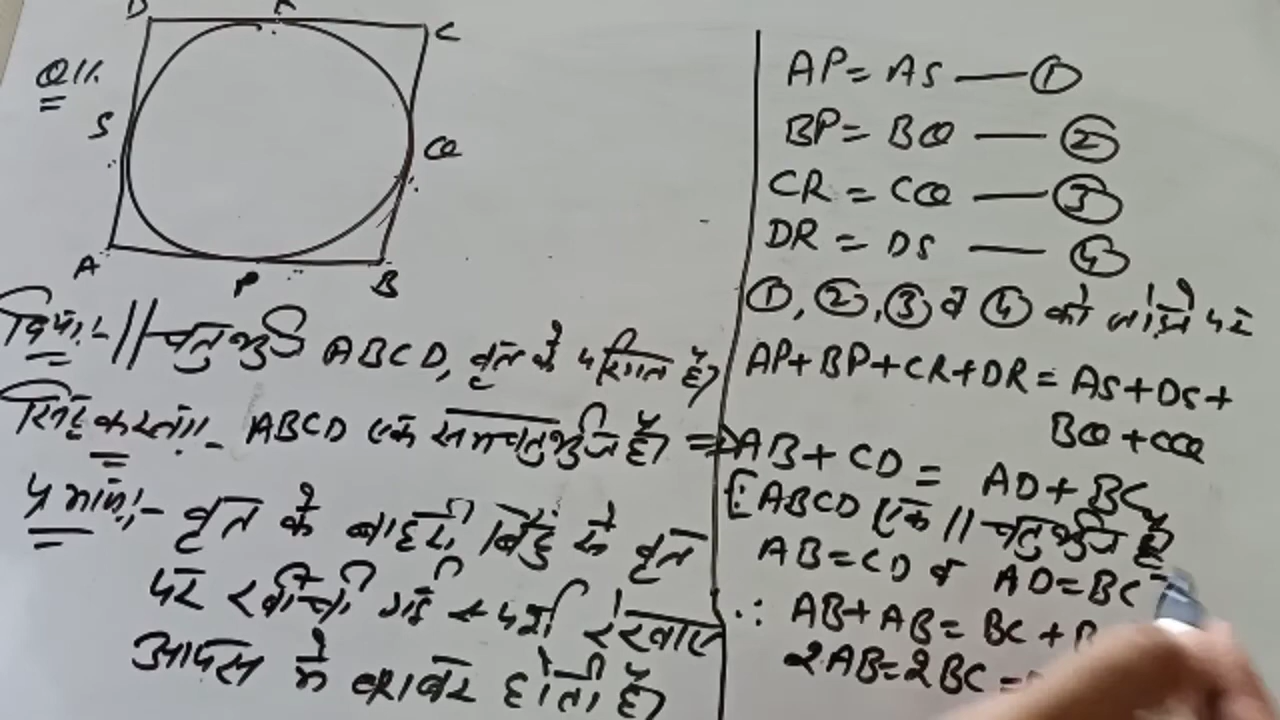 Q11.
D R C
S Q
A P B
दिया:- ||चतुर्भुज ABCD, वृत के परिगत है।
सिद्ध करना:- ABCD एक समचतुर्भुज है।
प्रमाण:- वृत के बाहरी बिंदु से वृत
पर खींची गई स्पर्श रेखाए
आपस में बराबर होती है।
AP = AS — ①
BP = BQ — ②
CR = CQ — ③
DR = DS — ④
①, ②, ③ व ④ को जोड़ने पर
AP+BP+CR+DR = AS+DS+
BQ+CQ
=> AB+CD = AD+BC
[∵ ABCD एक || चतुर्भुज है
AB=CD व AD=BC
∴ AB+AB= BC+
2AB=2BC =